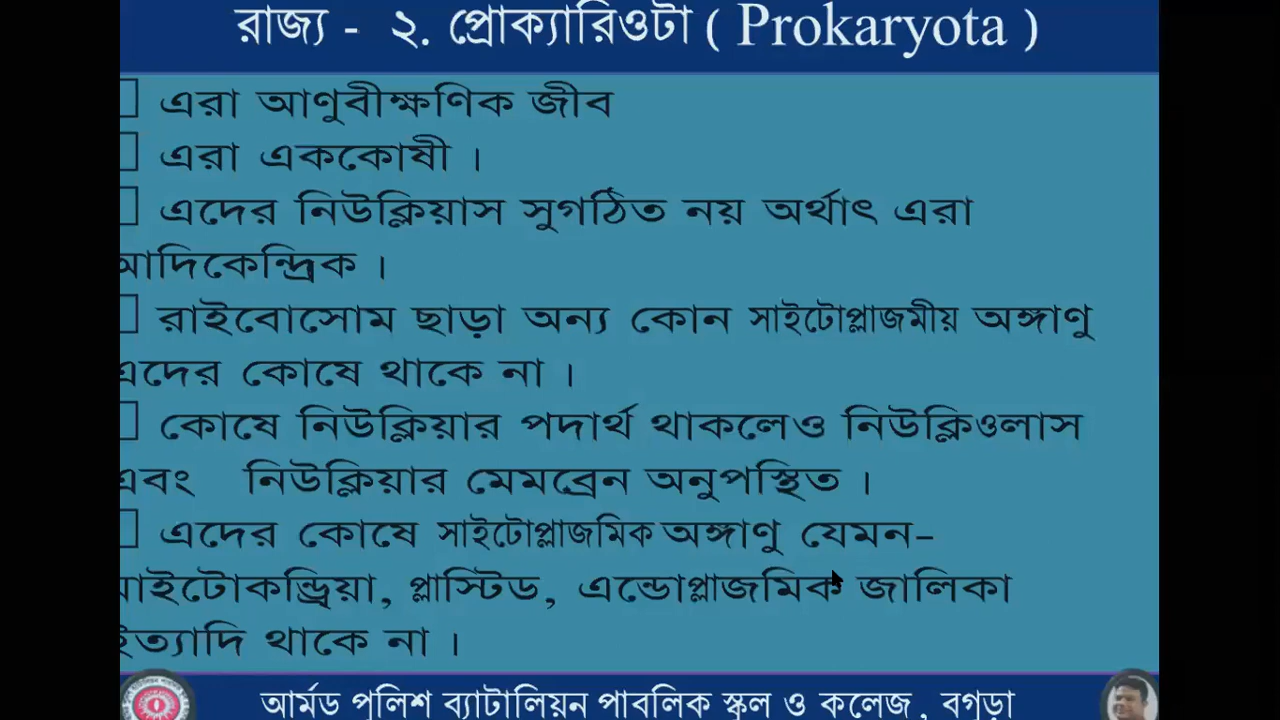 রাজ্য - ২. প্রোক্যারিওটা ( Prokaryota )
এরা আণুবীক্ষণিক জীব
এরা এককোষী ।
এদের নিউক্লিয়াস সুগঠিত নয় অর্থাৎ এরা
আদিকেন্দ্রিক ।
রাইবোসোম ছাড়া অন্য কোন সাইটোপ্লাজমীয় অঙ্গাণু
এদের কোষে থাকে না ।
কোষে নিউক্লিয়ার পদার্থ থাকলেও নিউক্লিওলাস
এবং নিউক্লিয়ার মেমব্রেন অনুপস্থিত ।
এদের কোষে সাইটোপ্লাজমিক অঙ্গাণু যেমন-
মাইটোকন্ড্রিয়া, প্লাস্টিড, এন্ডোপ্লাজমিক জালিকা
ইত্যাদি থাকে না ।
আর্মড পুলিশ ব্যাটালিয়ন পাবলিক স্কুল ও কলেজ , বগুড়া